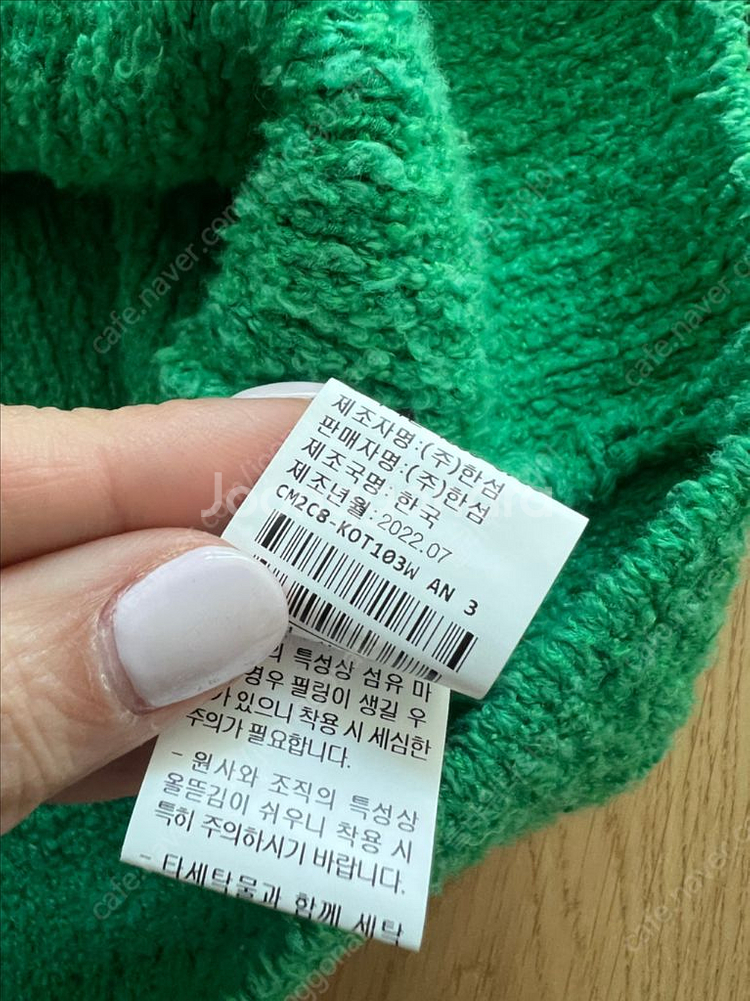 제조자명:(주)한섬
판매자명:(주)한섬
제조국명:한국
제조년월:2022.07
CM2C8-KOT103W AN 3
특성상 섬유 마
경우 필링이 생길 우
가 있으니 착용 시 세심한
주의가 필요합니다.
- 원사와 조직의 특성상
올뜯김이 쉬우니 착용 시
특히 주의하시기 바랍니다.
- 타세탁물과 함께 세탁
cafe.naver.com
cafe.naver